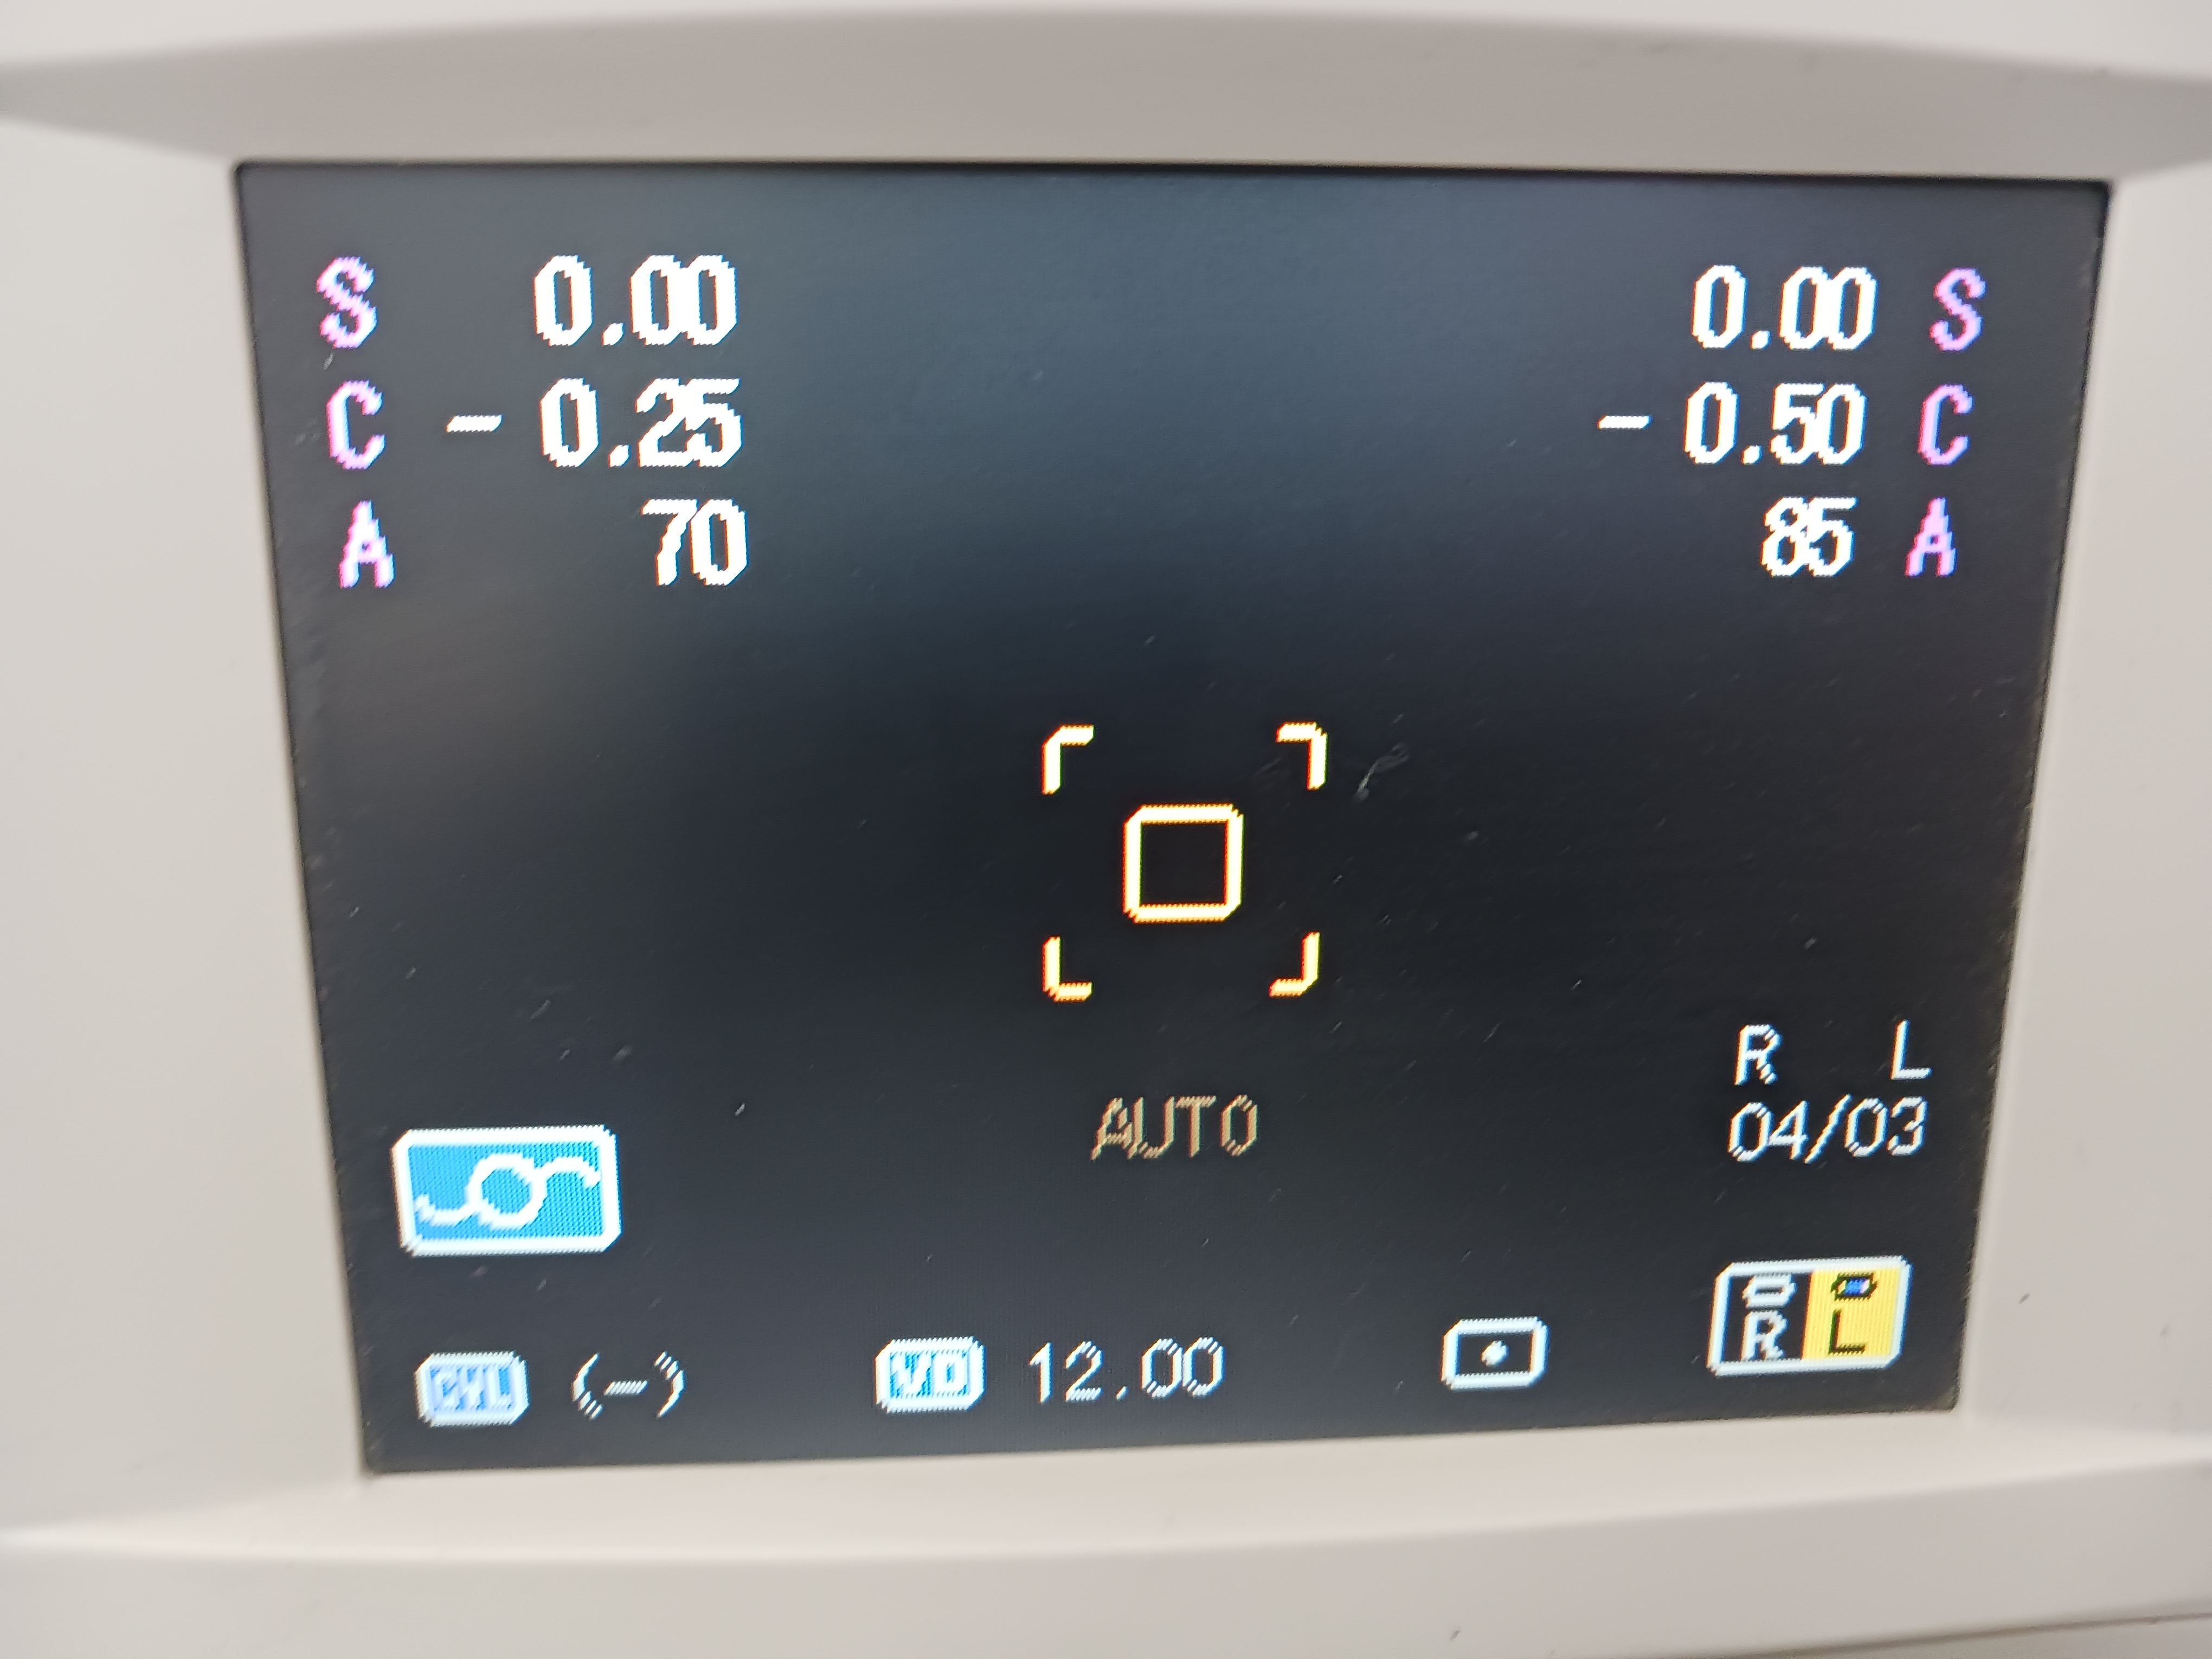 S 0.00 0.00 S
C - 0.25 - 0.50 C
A 70 85 A
R L
AUTO 04/03
R L
CYL (-) VD 12.00